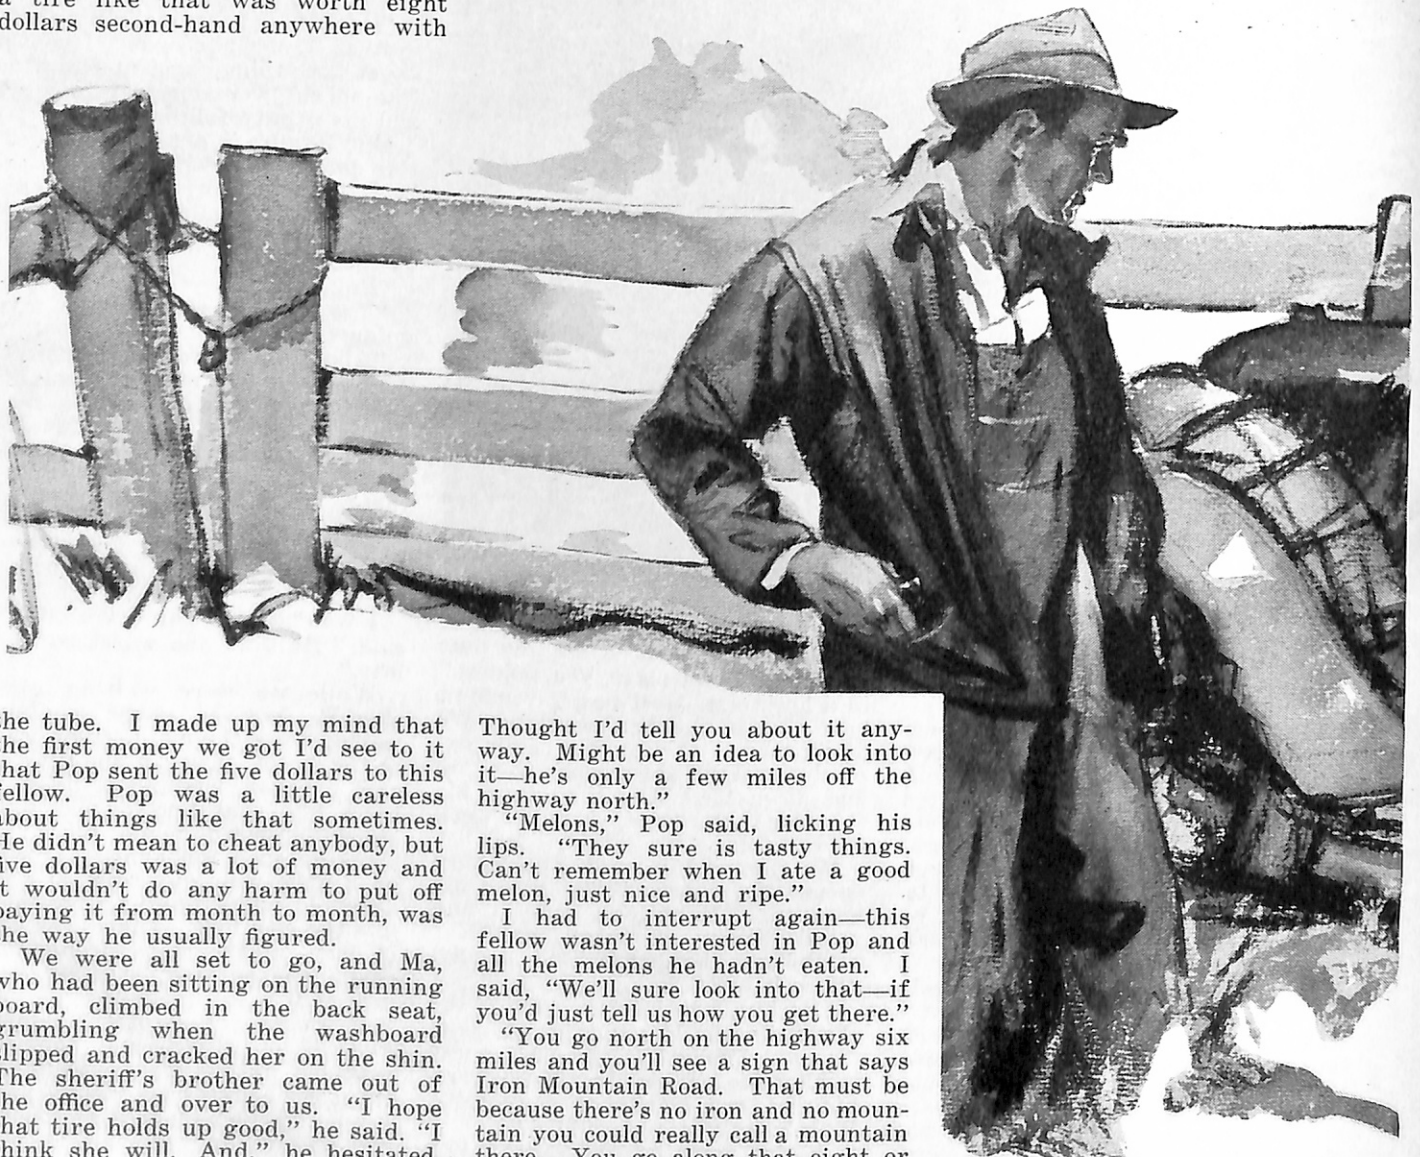 a tire like that was worth eight
dollars second-hand anywhere with
the tube. I made up my mind that
the first money we got I'd see to it
that Pop sent the five dollars to this
fellow. Pop was a little careless
about things like that sometimes.
He didn't mean to cheat anybody, but
five dollars was a lot of money and
it wouldn't do any harm to put off
paying it from month to month, was
the way he usually figured.
We were all set to go, and Ma,
who had been sitting on the running
board, climbed in the back seat,
grumbling when the washboard
slipped and cracked her on the shin.
The sheriff's brother came out of
the office and over to us. "I hope
that tire holds up good," he said. "I
think she will. And," he hesitated,
Thought I'd tell you about it any-
way. Might be an idea to look into
it—he's only a few miles off the
highway north."
"Melons," Pop said, licking his
lips. "They sure is tasty things.
Can't remember when I ate a good
melon, just nice and ripe."
I had to interrupt again—this
fellow wasn't interested in Pop and
all the melons he hadn't eaten. I
said, "We'll sure look into that—if
you'd just tell us how you get there."
"You go north on the highway six
miles and you'll see a sign that says
Iron Mountain Road. That must be
because there's no iron and no moun-
tain you could really call a mountain
there. You go along that eight or